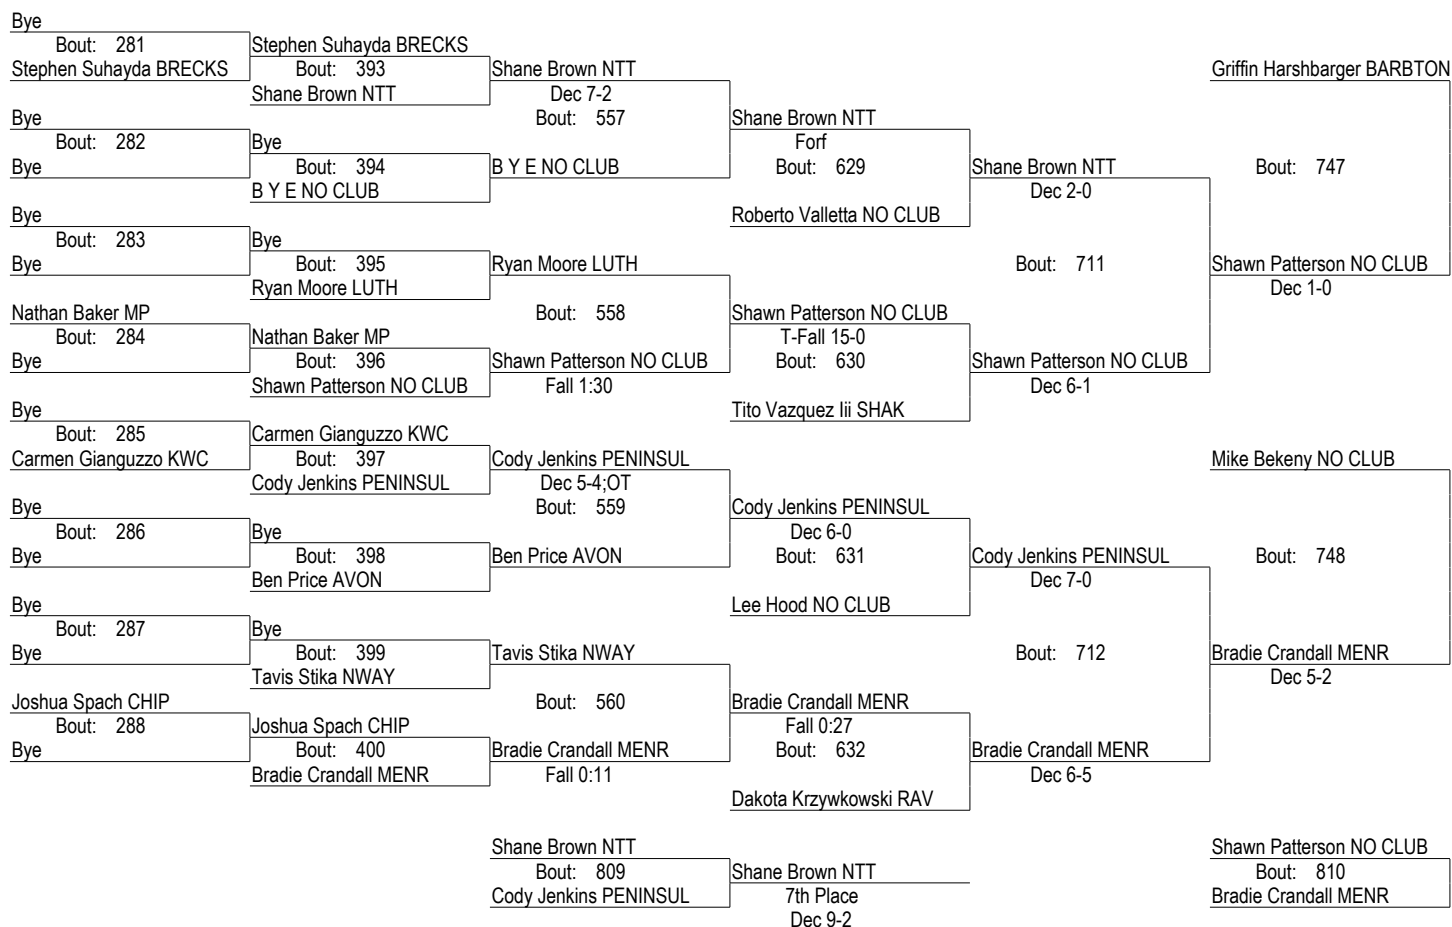 Bye
Bout: 281
Stephen Suhayda BRECKS
Bye
Bout: 282
Bye
Bye
Bout: 283
Bye
Nathan Baker MP
Bout: 284
Bye
Bye
Bout: 285
Carmen Gianguzzo KWC
Bye
Bout: 286
Bye
Bye
Bout: 287
Bye
Joshua Spach CHIP
Bout: 288
Bye
Stephen Suhayda BRECKS
Bout: 393
Shane Brown NTT
Bye
Bout: 394
B Y E NO CLUB
Bye
Bout: 395
Ryan Moore LUTH
Nathan Baker MP
Bout: 396
Shawn Patterson NO CLUB
Carmen Gianguzzo KWC
Bout: 397
Cody Jenkins PENINSUL
Bye
Bout: 398
Ben Price AVON
Bye
Bout: 399
Tavis Stika NWAY
Joshua Spach CHIP
Bout: 400
Bradie Crandall MENR
Shane Brown NTT
Dec 7-2
Bout: 557
B Y E NO CLUB
Ryan Moore LUTH
Bout: 558
Shawn Patterson NO CLUB
Fall 1:30
Cody Jenkins PENINSUL
Dec 5-4;OT
Bout: 559
Ben Price AVON
Tavis Stika NWAY
Bout: 560
Bradie Crandall MENR
Fall 0:11
Shane Brown NTT
Forf
Bout: 629
Roberto Valletta NO CLUB
Shawn Patterson NO CLUB
T-Fall 15-0
Bout: 630
Tito Vazquez Iii SHAK
Cody Jenkins PENINSUL
Dec 6-0
Bout: 631
Lee Hood NO CLUB
Bradie Crandall MENR
Fall 0:27
Bout: 632
Dakota Krzywkowski RAV
Shane Brown NTT
Dec 2-0
Bout: 711
Shawn Patterson NO CLUB
Dec 6-1
Cody Jenkins PENINSUL
Dec 7-0
Bout: 712
Bradie Crandall MENR
Dec 6-5
Griffin Harshbarger BARBTON
Bout: 747
Shawn Patterson NO CLUB
Dec 1-0
Mike Bekeny NO CLUB
Bout: 748
Bradie Crandall MENR
Dec 5-2
Shane Brown NTT
Bout: 809
Cody Jenkins PENINSUL
Shane Brown NTT
7th Place
Dec 9-2
Shawn Patterson NO CLUB
Bout: 810
Bradie Crandall MENR